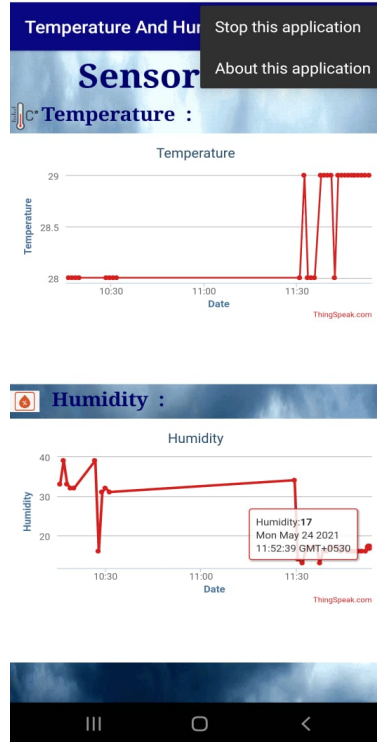 Temperature And Hu
Stop this application
About this application
Sensor
C°
Temperature :
Temperature
29
28.5
28
Temperature
10:30
11:00
11:30
Date
ThingSpeak.com
Humidity :
Humidity
40
30
20
Humidity
Humidity:17
Mon May 24 2021
11:52:39 GMT+0530
10:30
11:00
11:30
Date
ThingSpeak.com